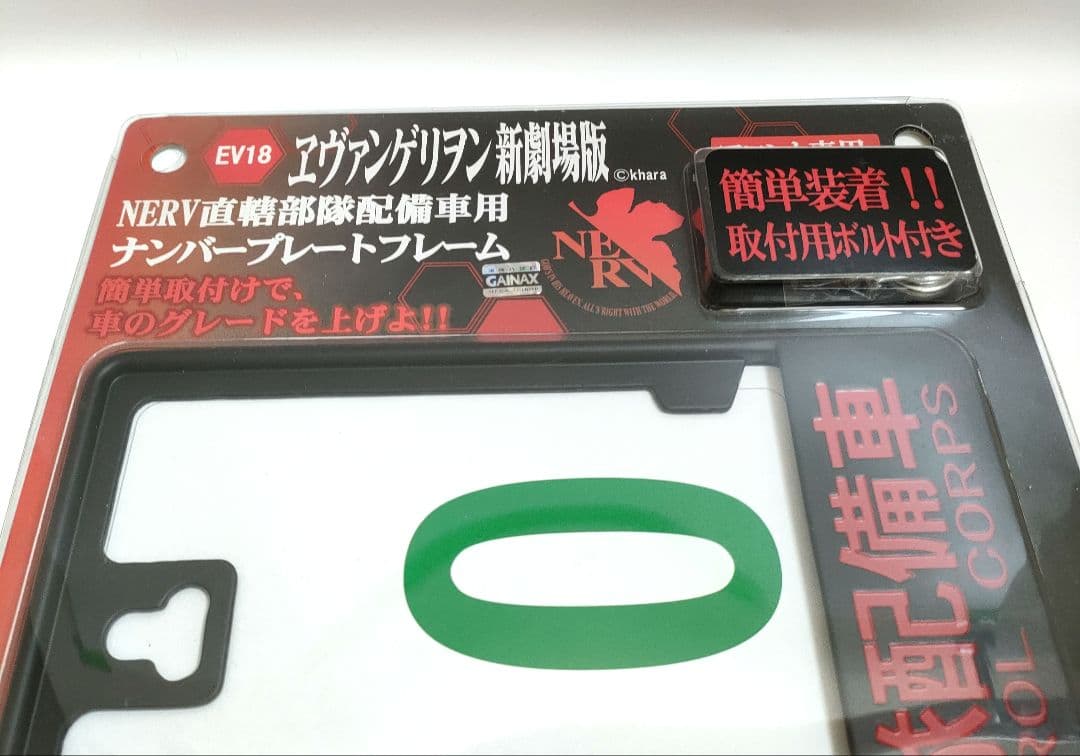 EV18
ヱヴァンゲリヲン新劇場版
©khara
NERV直轄部隊配備車用
ナンバープレートフレーム
簡単取付けで、
車のグレードを上げよ!!
GAINAX
NERV
GOD'S IN HIS HEAVEN. ALL'S RIGHT WITH THE WORLD
簡単装着!!
取付用ボルト付き
0
配備車
CORPS